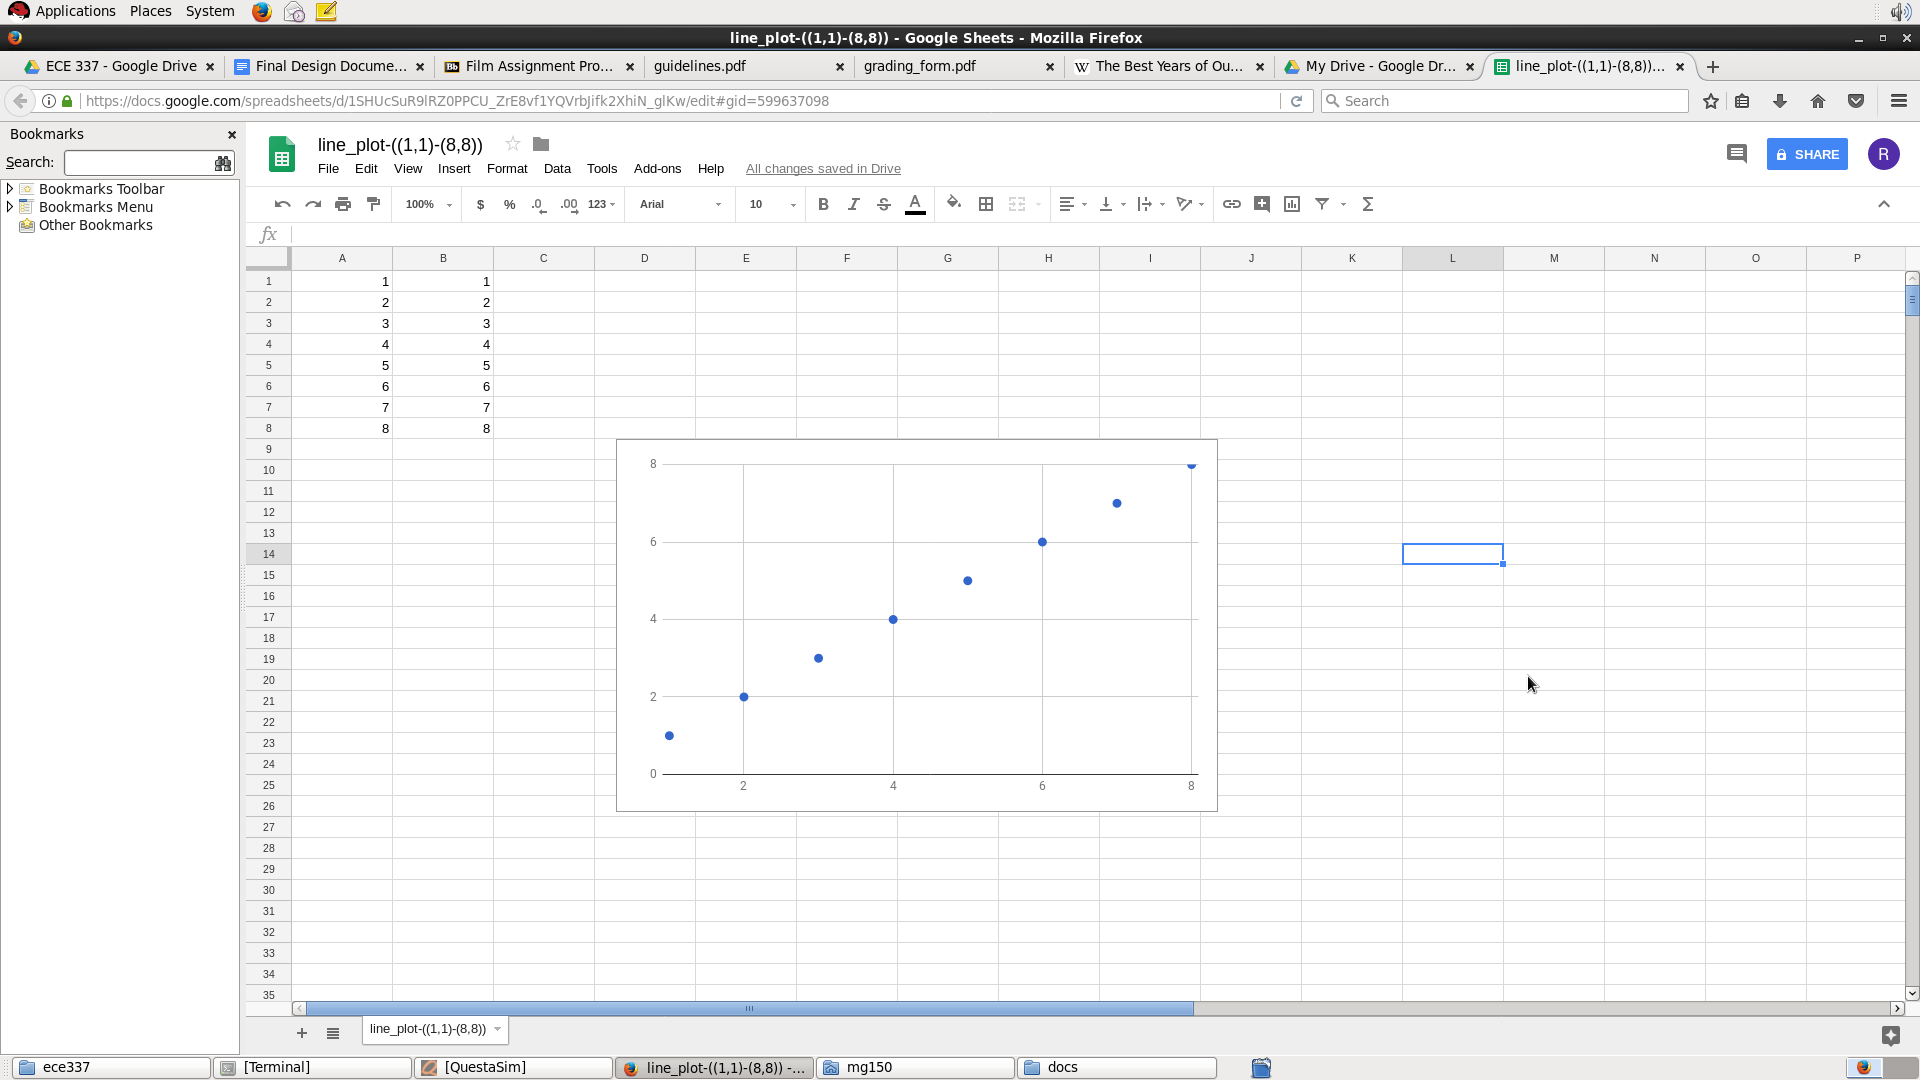 Applications Places System
line_plot-((1,1)-(8,8)) - Google Sheets - Mozilla Firefox
ECE 337 - Google Drive
Final Design Docume...
Film Assignment Pro...
guidelines.pdf
grading_form.pdf
The Best Years of Ou...
My Drive - Google Dr...
line_plot-((1,1)-(8,8))...
https://docs.google.com/spreadsheets/d/1SHUcSuR9lRZ0PPCU_ZrE8vf1YQVrbJifk2XhiN_glKw/edit#gid=599637098
Search
Bookmarks
Search:
Bookmarks Toolbar
Bookmarks Menu
Other Bookmarks
line_plot-((1,1)-(8,8))
File Edit View Insert Format Data Tools Add-ons Help All changes saved in Drive
SHARE
R
100% $ % .0 .00 123 Arial 10 B I S A
fx
A B C D E F G H I J K L M N O P
1 1 1
2 2 2
3 3 3
4 4 4
5 5 5
6 6 6
7 7 7
8 8 8
9
10
11
12
13
14
15
16
17
18
19
20
21
22
23
24
25
26
27
28
29
30
31
32
33
34
35
8
6
4
2
0
2 4 6 8
line_plot-((1,1)-(8,8))
ece337
[Terminal]
[QuestaSim]
line_plot-((1,1)-(8,8)) -...
mg150
docs